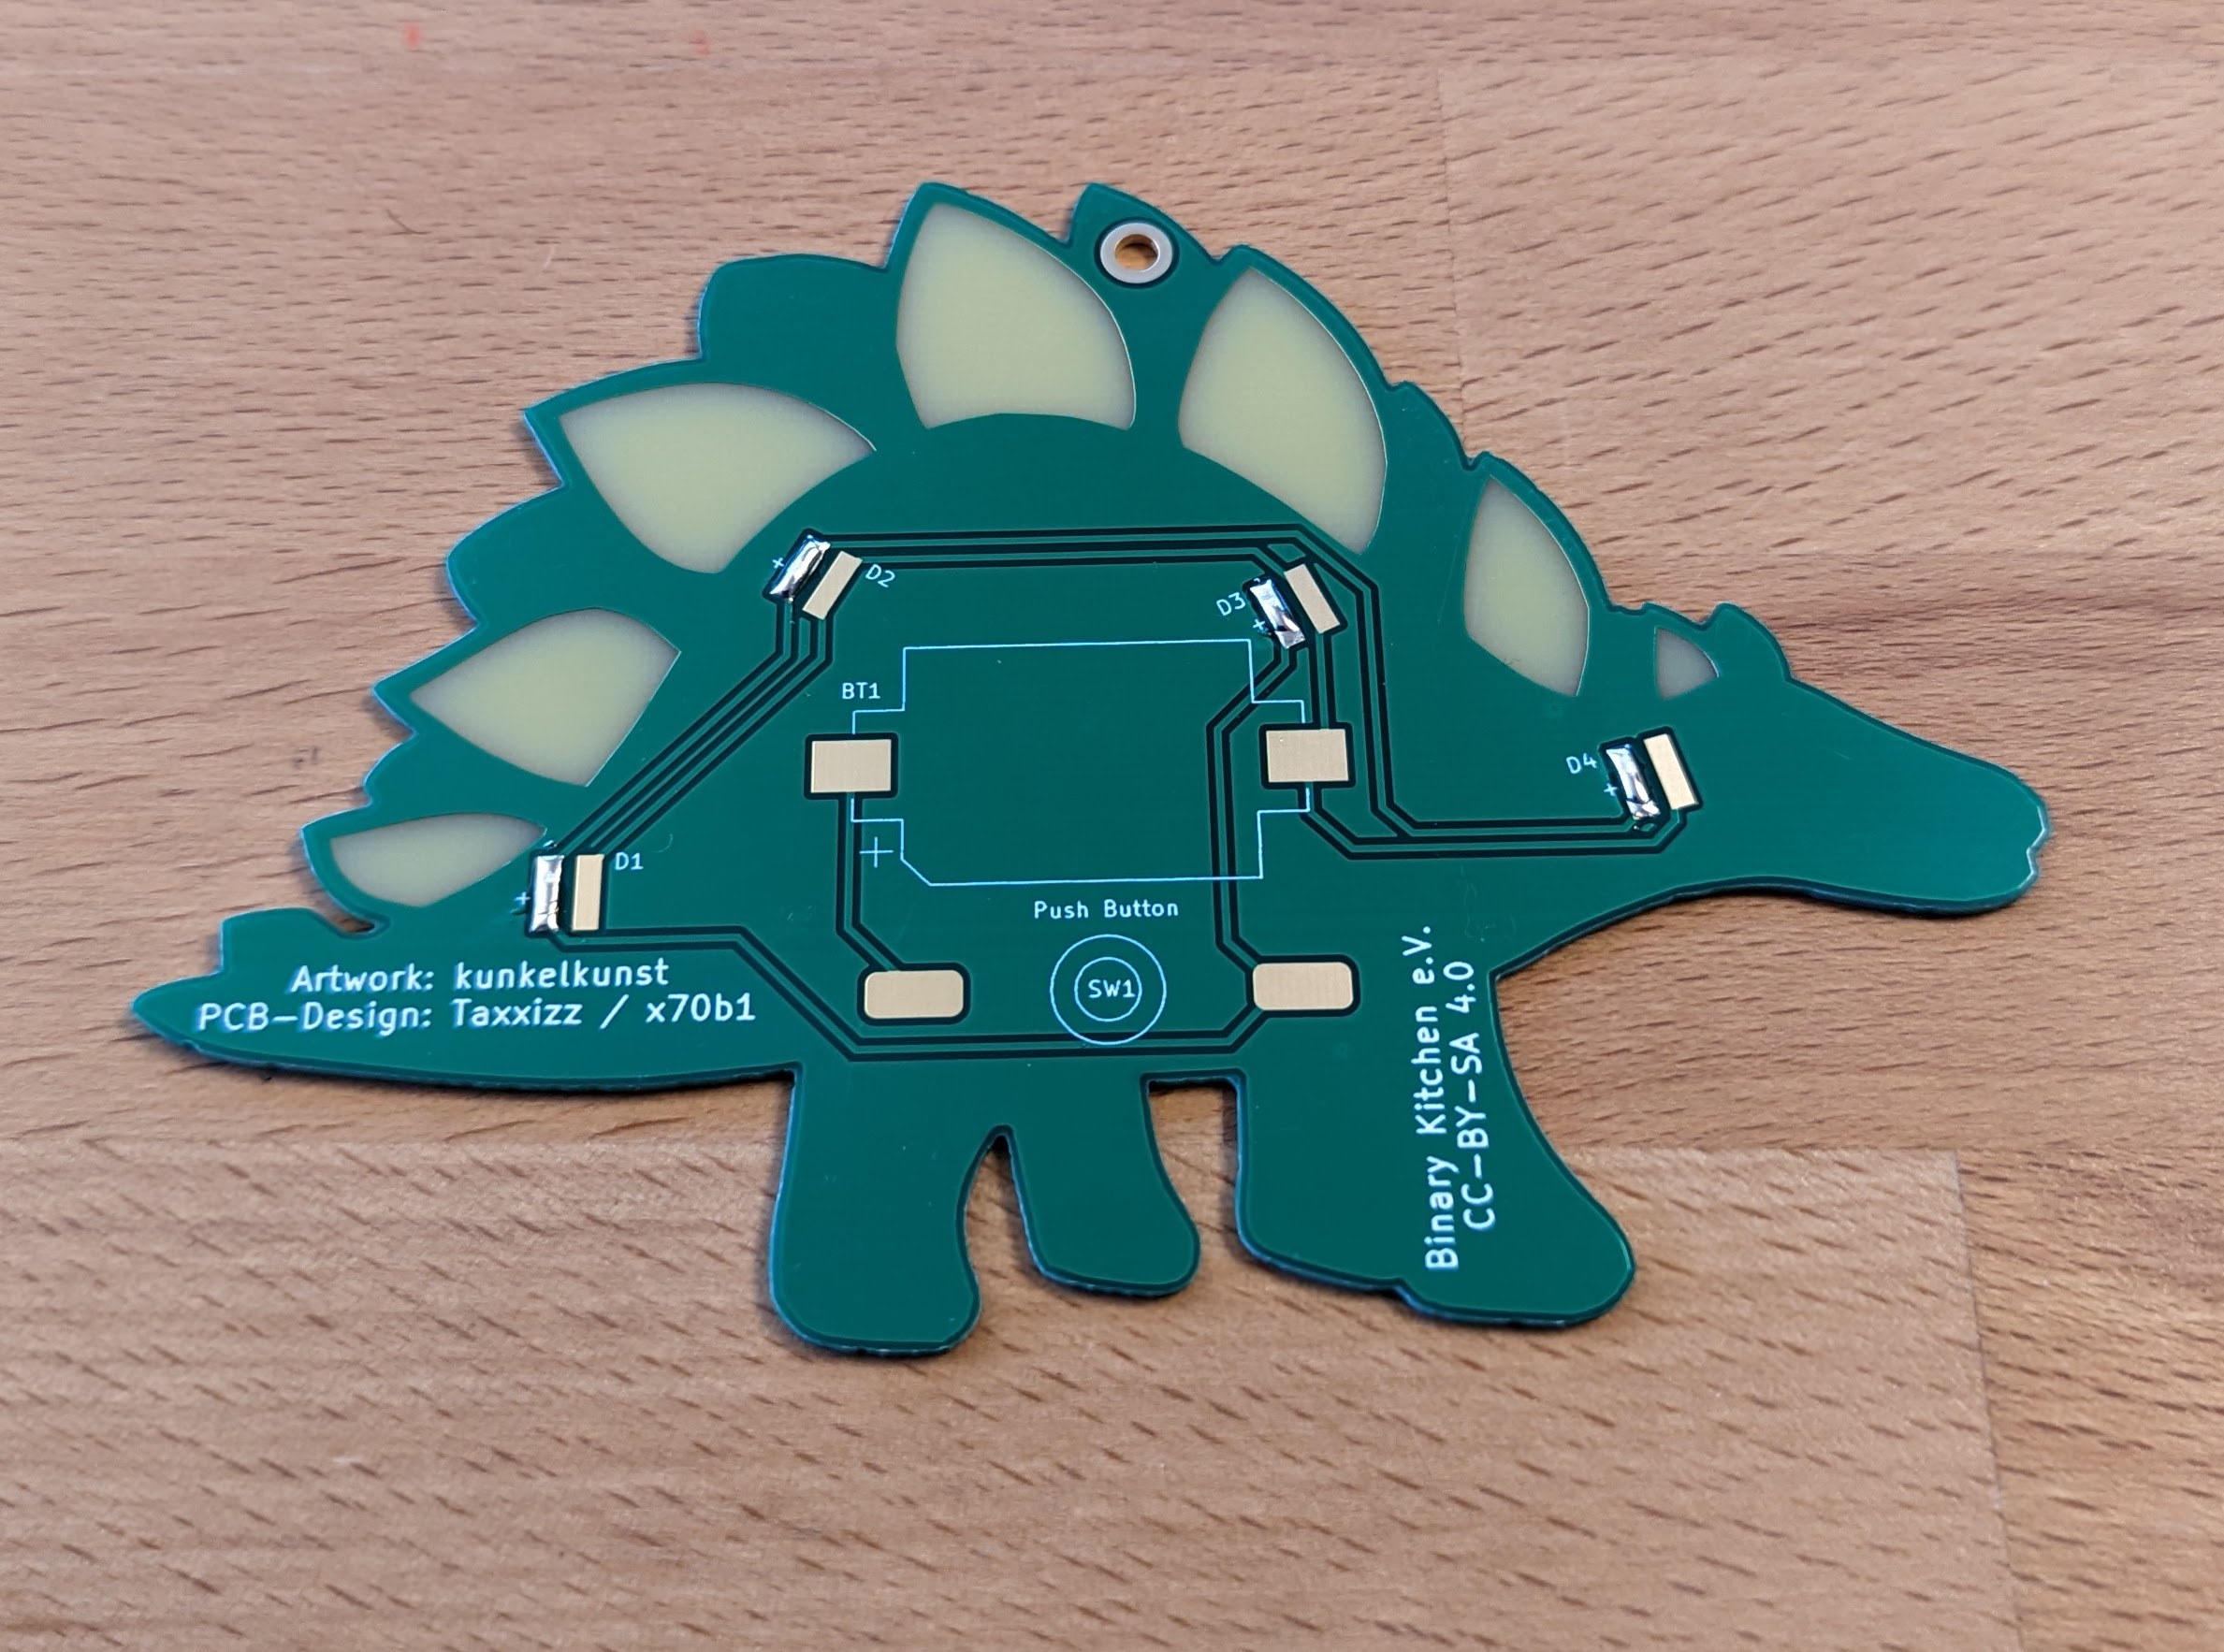 D2
D3
BT1
D4
+
D1
Push Button
SW1
Artwork: kunkelkunst
PCB-Design: Taxxizz / x70b1
Binary Kitchen e.V.
CC-BY-SA 4.0